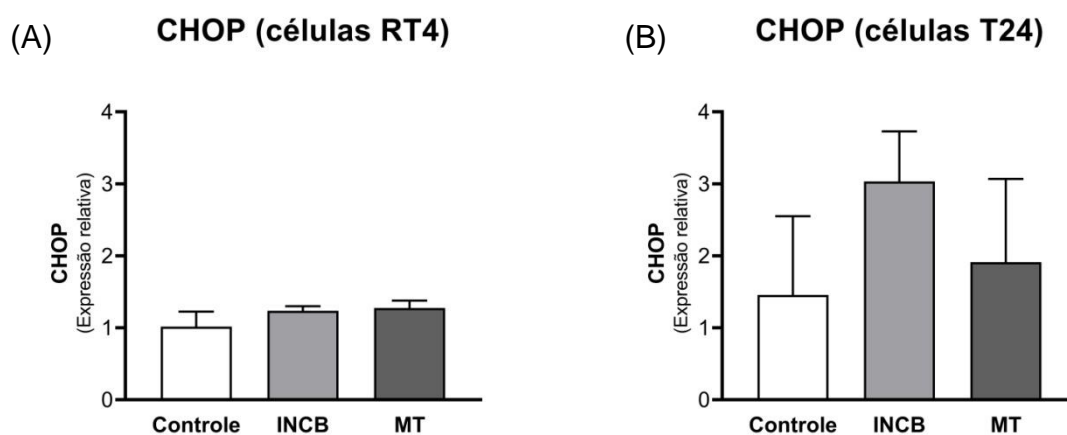 (A)
CHOP (células RT4)
CHOP
(Expressão relativa)
4
3
2
1
0
Controle
INCB
MT
(B)
CHOP (células T24)
CHOP
(Expressão relativa)
4
3
2
1
0
Controle
INCB
MT